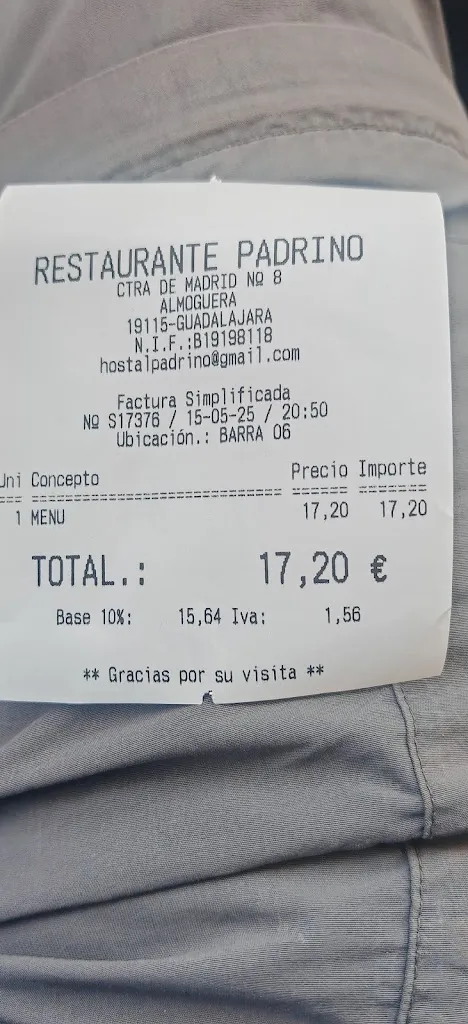 RESTAURANTE PADRINO
CTRA DE MADRID Nº 8
ALMOGUERA
19115-GUADALAJARA
N.I.F.:B19198118
hostalpadrino@gmail.com
Factura Simplificada
Nº S17376 / 15-05-25 / 20:50
Ubicación.: BARRA 06
Uni Concepto Precio Importe
=== ============================== ======= =======
1 MENU 17,20 17,20
TOTAL.: 17,20 €
Base 10%: 15,64 Iva: 1,56
** Gracias por su visita **